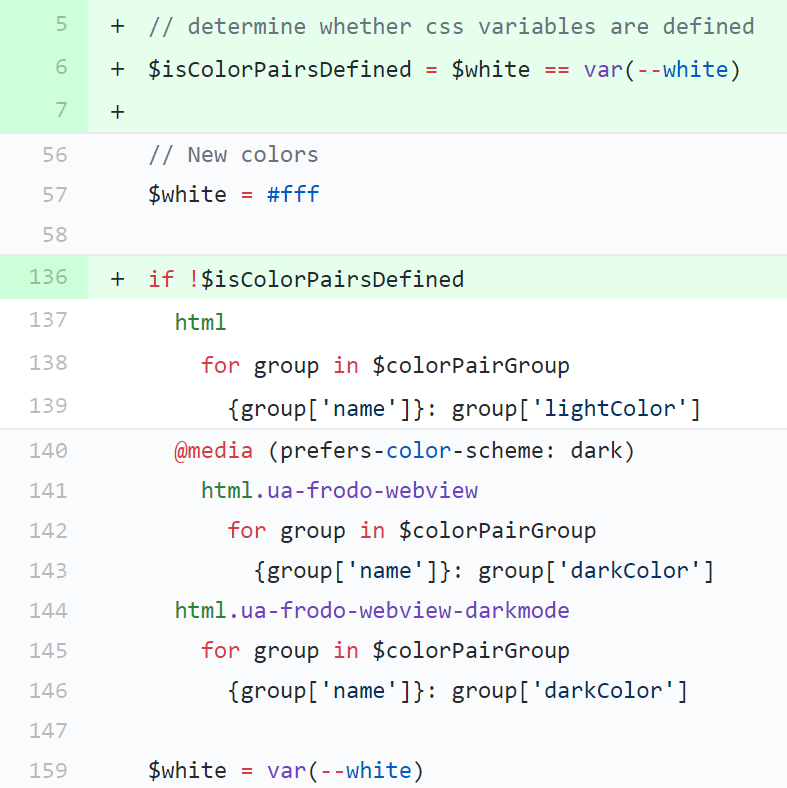 5 + // determine whether css variables are defined
6 + $isColorPairsDefined = $white == var(--white)
7 +
56 // New colors
57 $white = #fff
58
136 + if !$isColorPairsDefined
137 html
138 for group in $colorPairGroup
139 {group['name']}: group['lightColor']
140 @media (prefers-color-scheme: dark)
141 html.ua-frodo-webview
142 for group in $colorPairGroup
143 {group['name']}: group['darkColor']
144 html.ua-frodo-webview-darkmode
145 for group in $colorPairGroup
146 {group['name']}: group['darkColor']
147
159 $white = var(--white)